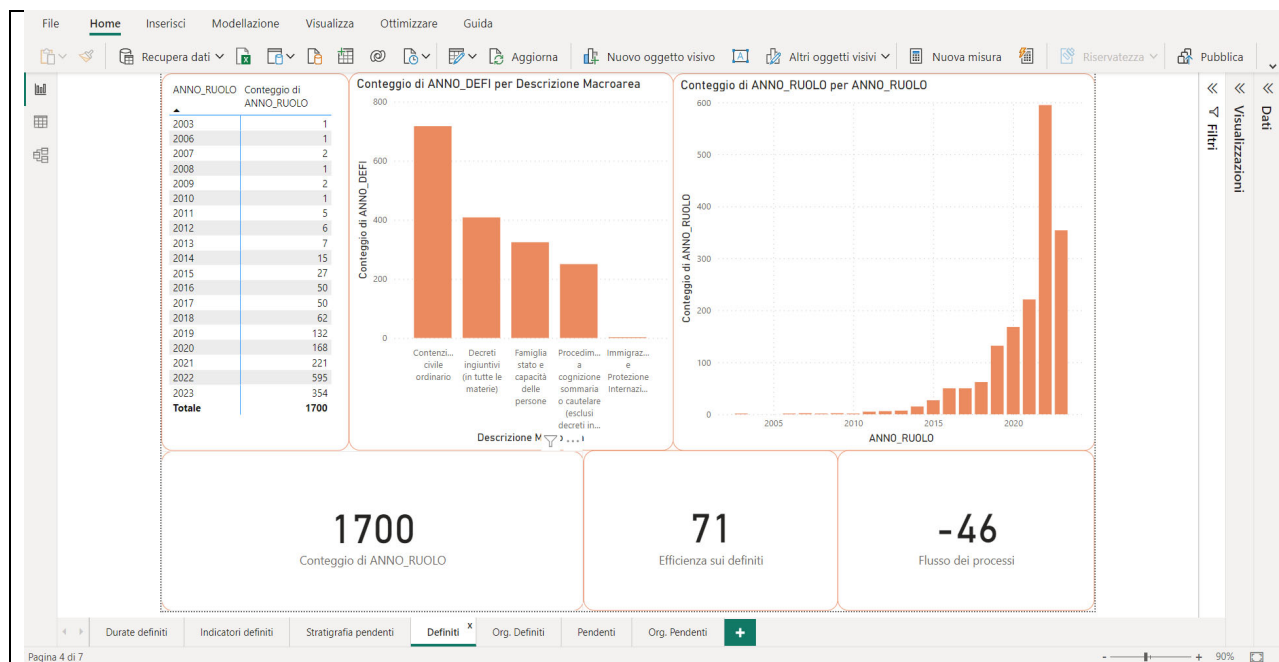 File Home Inserisci Modellazione Visualizza Ottimizzare Guida
Recupera dati Aggiorna Nuovo oggetto visivo Altri oggetti visivi Nuova misura Riservatezza Pubblica
ANNO_RUOLO Conteggio di
ANNO_RUOLO
2003 1
2006 1
2007 2
2008 1
2009 2
2010 1
2011 5
2012 6
2013 7
2014 15
2015 27
2016 50
2017 50
2018 62
2019 132
2020 168
2021 221
2022 595
2023 354
Totale 1700
Conteggio di ANNO_DEFI per Descrizione Macroarea
Conteggio di ANNO_DEFI
800
600
400
200
0
Contenzi...
civile
ordinario
Decreti
ingiuntivi
(in tutte le
materie)
Famiglia
stato e
capacità
delle
persone
Procedim...
a
cognizione
sommaria
o cautelare
(esclusi
decreti in...
Immigraz...
e
Protezione
Internazi...
Descrizione M
Conteggio di ANNO_RUOLO per ANNO_RUOLO
Conteggio di ANNO_RUOLO
600
500
400
300
200
100
0
2005 2010 2015 2020
ANNO_RUOLO
Filtri
Visualizzazioni
Dati
1700
Conteggio di ANNO_RUOLO
71
Efficienza sui definiti
-46
Flusso dei processi
Durate definiti Indicatori definiti Stratigrafia pendenti Definiti x Org. Definiti Pendenti Org. Pendenti +
Pagina 4 di 7 - + 90%